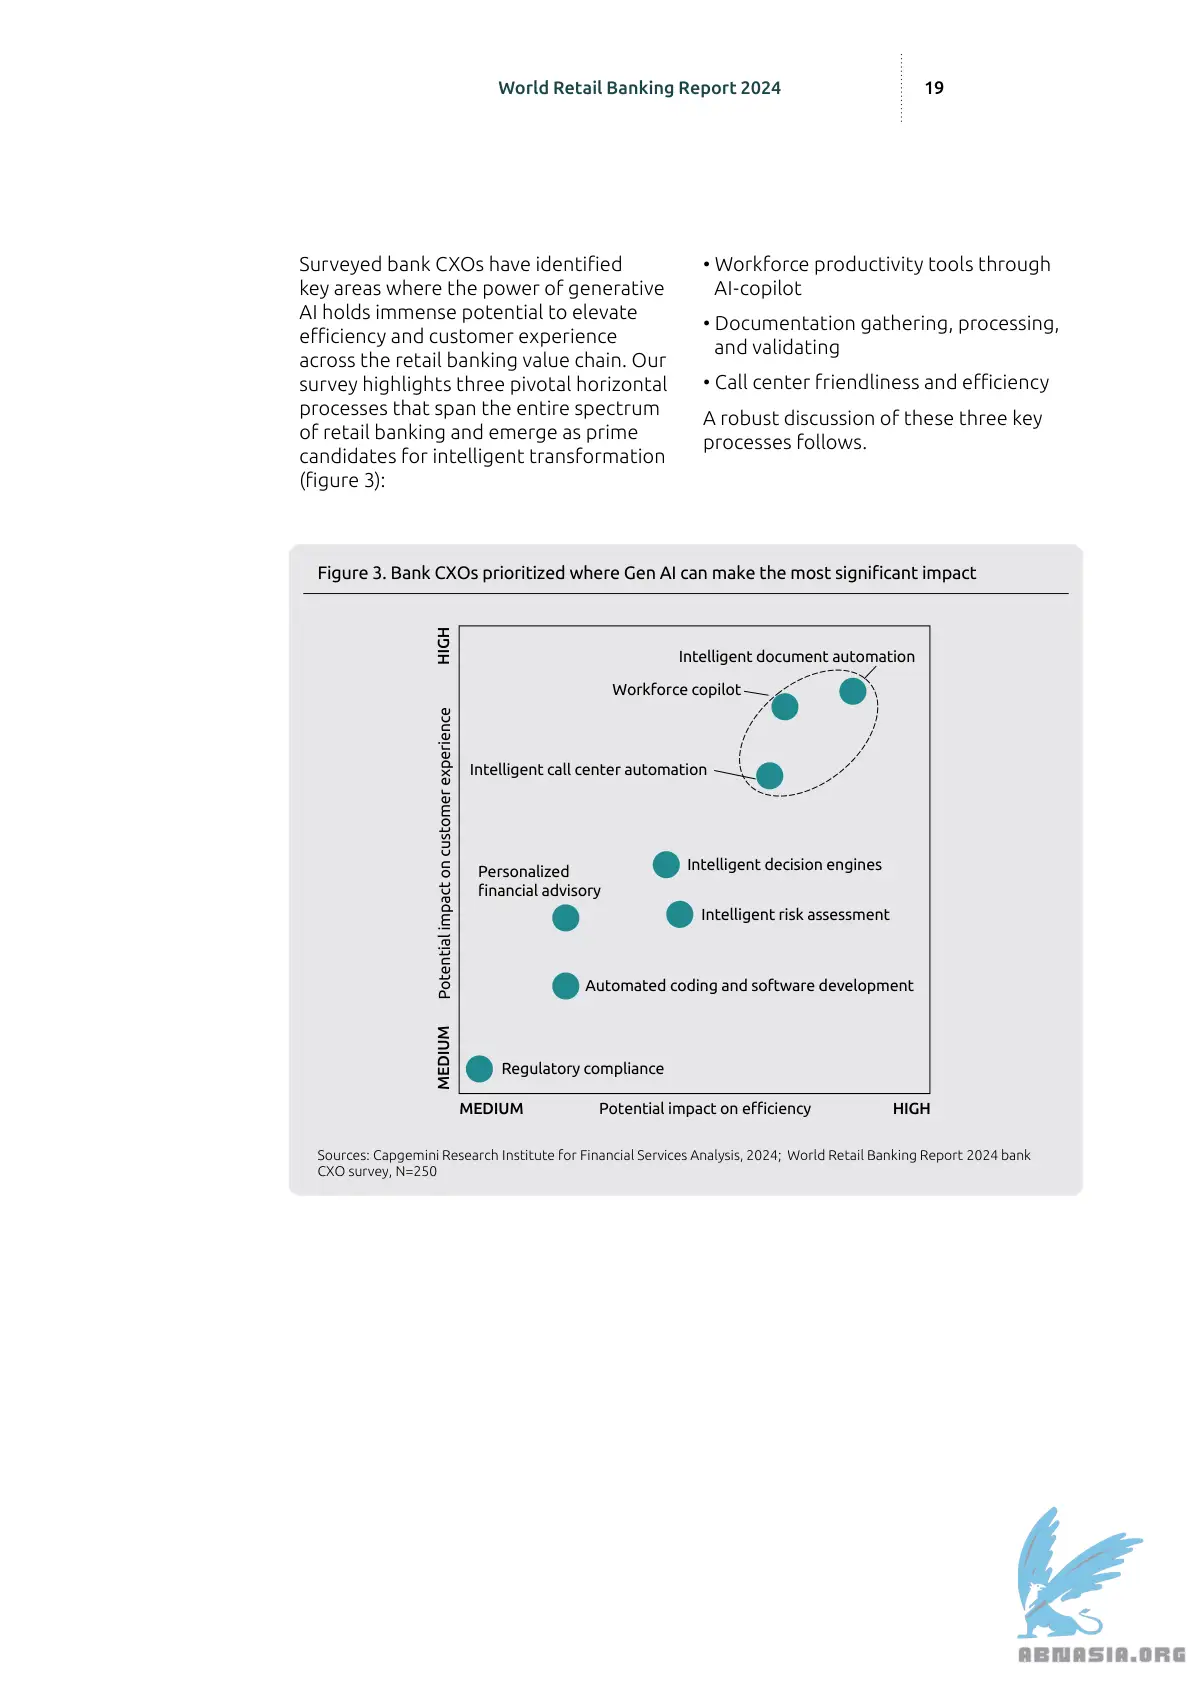 World Retail Banking Report 2024
19
Surveyed bank CXOs have identified
key areas where the power of generative
AI holds immense potential to elevate
efficiency and customer experience
across the retail banking value chain. Our
survey highlights three pivotal horizontal
processes that span the entire spectrum
of retail banking and emerge as prime
candidates for intelligent transformation
(figure 3):
• Workforce productivity tools through
AI-copilot
• Documentation gathering, processing,
and validating
• Call center friendliness and efficiency
A robust discussion of these three key
processes follows.
Figure 3. Bank CXOs prioritized where Gen AI can make the most significant impact
HIGH
Potential impact on customer experience
MEDIUM
Intelligent document automation
Workforce copilot
Intelligent call center automation
Intelligent decision engines
Personalized
financial advisory
Intelligent risk assessment
Automated coding and software development
Regulatory compliance
MEDIUM
Potential impact on efficiency
HIGH
Sources: Capgemini Research Institute for Financial Services Analysis, 2024; World Retail Banking Report 2024 bank
CXO survey, N=250
ABNASIA.ORG